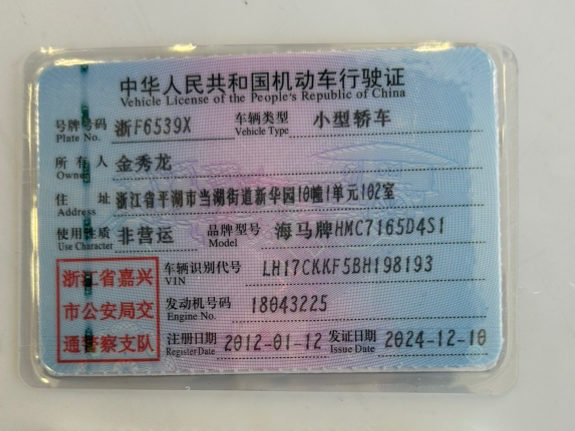 中华人民共和国机动车行驶证
Vehicle License of the People's Republic of China
号牌号码 Plate No. 浙F6539X 车辆类型 Vehicle Type 小型轿车
所有人 Owner 金秀龙
住址 Address 浙江省平湖市当湖街道新华园10幢1单元102室
使用性质 Use Character 非营运 品牌型号 Model 海马牌HMC7165D4S1
车辆识别代号 VIN LH17CKKF5BH198193
发动机号码 Engine No. 18043225
注册日期 Register Date 2012-01-12 发证日期 Issue Date 2024-12-10
浙江省嘉兴
市公安局交
通警察支队